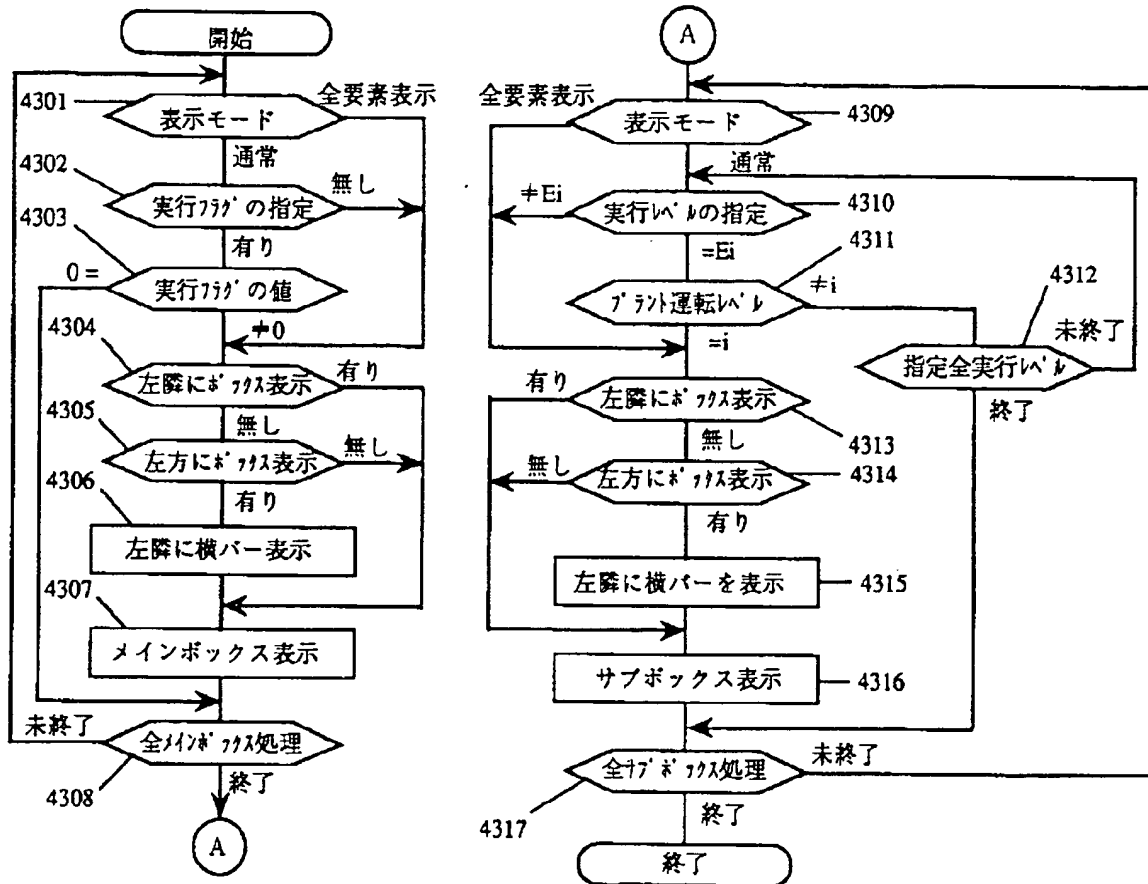 開始
4301
表示モード
全要素表示
通常
4302
実行フラグの指定
無し
有り
4303
実行フラグの値
0 =
≠0
4304
左隣にボックス表示
有り
無し
4305
左方にボックス表示
無し
有り
4306
左隣に横バー表示
4307
メインボックス表示
未終了
全メインボックス処理
4308
終了
A
A
全要素表示
表示モード
4309
通常
≠Ei
実行レベルの指定
4310
=Ei
4311
プラント運転レベル
≠i
=i
4312
未終了
指定全実行レベル
終了
有り
左隣にボックス表示
4313
無し
無し
左方にボックス表示
4314
有り
左隣に横バーを表示
4315
サブボックス表示
4316
全サブボックス処理
未終了
4317
終了
終了